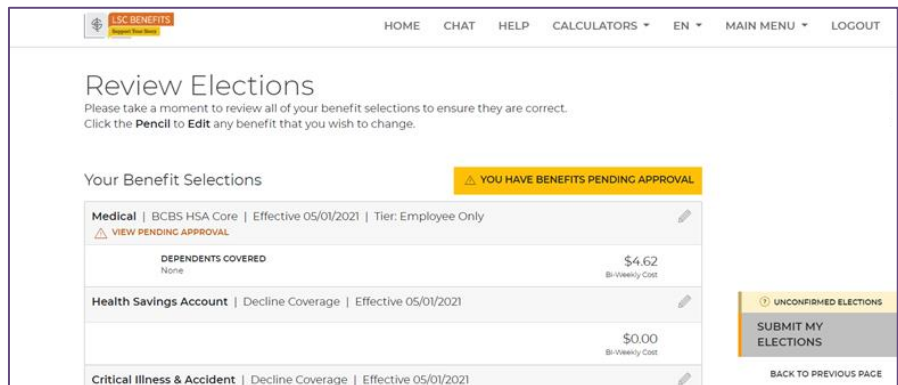 LSC BENEFITS
Support Your Story
HOME CHAT HELP CALCULATORS EN MAIN MENU LOGOUT
Review Elections
Please take a moment to review all of your benefit selections to ensure they are correct.
Click the Pencil to Edit any benefit that you wish to change.
Your Benefit Selections
YOU HAVE BENEFITS PENDING APPROVAL
Medical | BCBS HSA Core | Effective 05/01/2021 | Tier: Employee Only
VIEW PENDING APPROVAL
DEPENDENTS COVERED
None
$4.62
Bi-Weekly Cost
Health Savings Account | Decline Coverage | Effective 05/01/2021
$0.00
Bi-Weekly Cost
Critical Illness & Accident | Decline Coverage | Effective 05/01/2021
UNCONFIRMED ELECTIONS
SUBMIT MY
ELECTIONS
BACK TO PREVIOUS PAGE